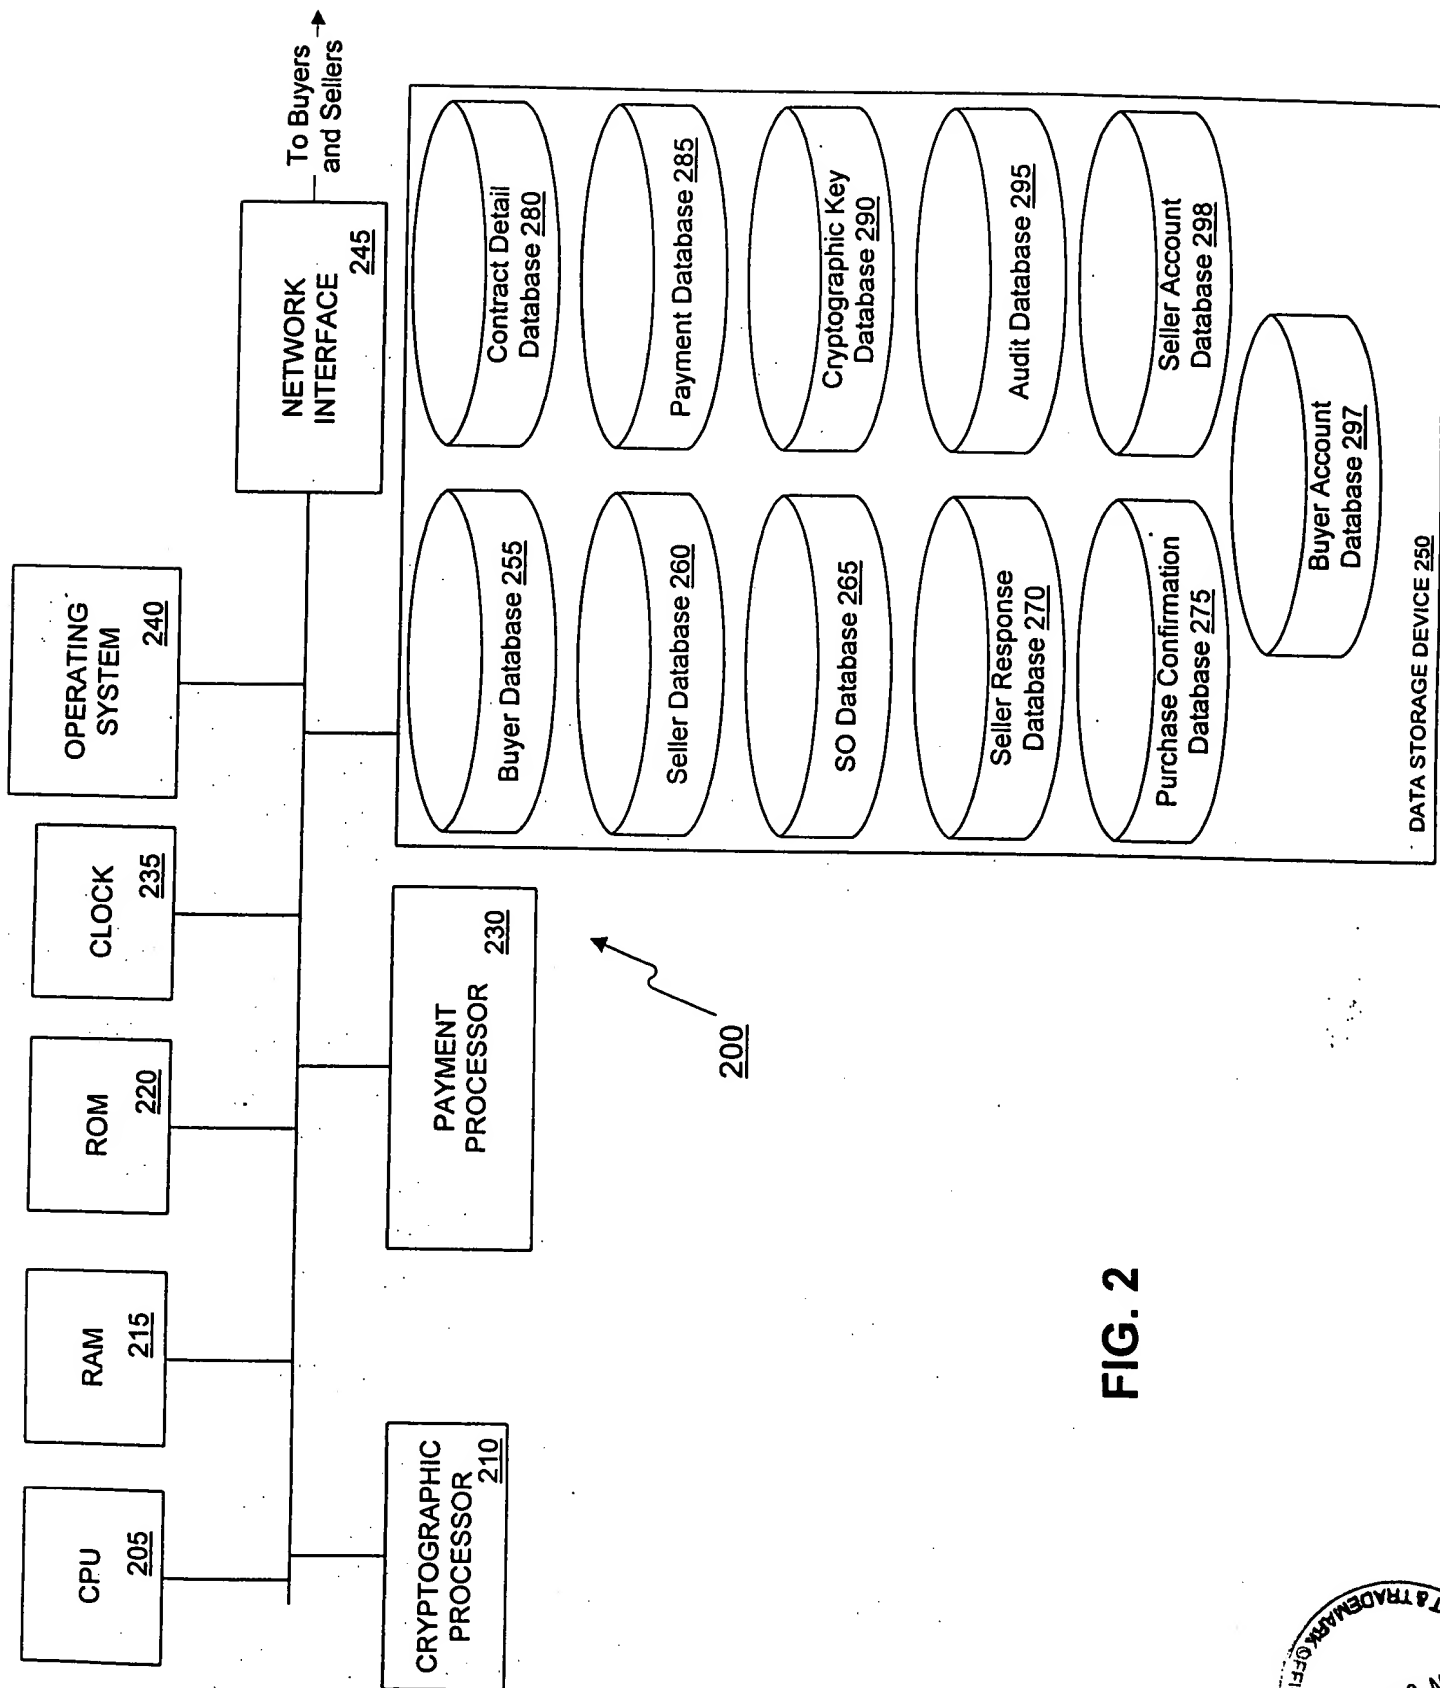 CPU
205
RAM
215
ROM
220
CLOCK
235
OPERATING
SYSTEM
240
NETWORK
INTERFACE
245
To Buyers
and Sellers
CRYPTOGRAPHIC
PROCESSOR
210
PAYMENT
PROCESSOR
230
200
Buyer Database 255
Contract Detail
Database 280
Seller Database 260
Payment Database 285
SO Database 265
Cryptographic Key
Database 290
Seller Response
Database 270
Audit Database 295
Purchase Confirmation
Database 275
Seller Account
Database 298
Buyer Account
Database 297
DATA STORAGE DEVICE 250
FIG. 2
T & TRADEMARK OFFI